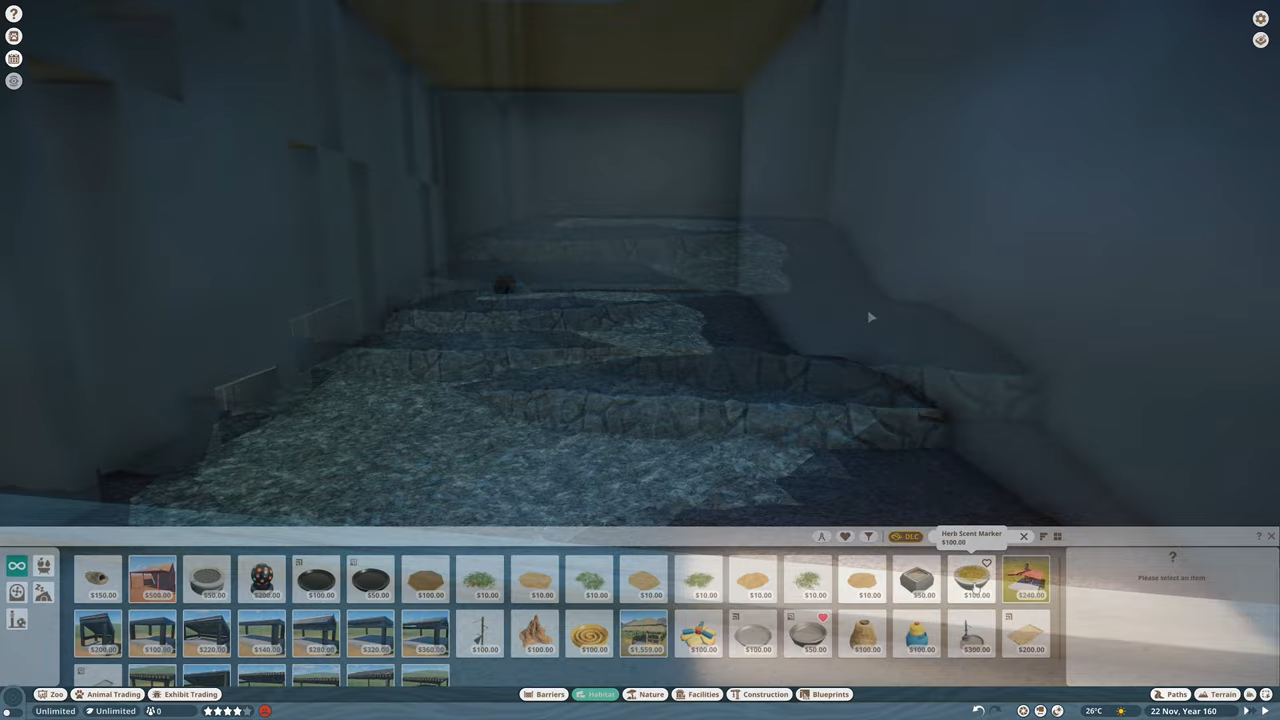 ?
DLC
Herb Scent Marker
$100.00
?
Please select an item
$150.00 $500.00 $50.00 $200.00 $100.00 $50.00 $100.00 $10.00 $10.00 $10.00 $10.00 $10.00 $10.00 $10.00 $10.00 $50.00 $100.00 $240.00
$200.00 $100.00 $220.00 $140.00 $280.00 $320.00 $360.00 $100.00 $100.00 $100.00 $1,559.00 $100.00 $100.00 $50.00 $100.00 $100.00 $300.00 $200.00
Zoo Animal Trading Exhibit Trading Barriers Habitat Nature Facilities Construction Blueprints Paths Terrain
Unlimited Unlimited 0 26°C 22 Nov, Year 160